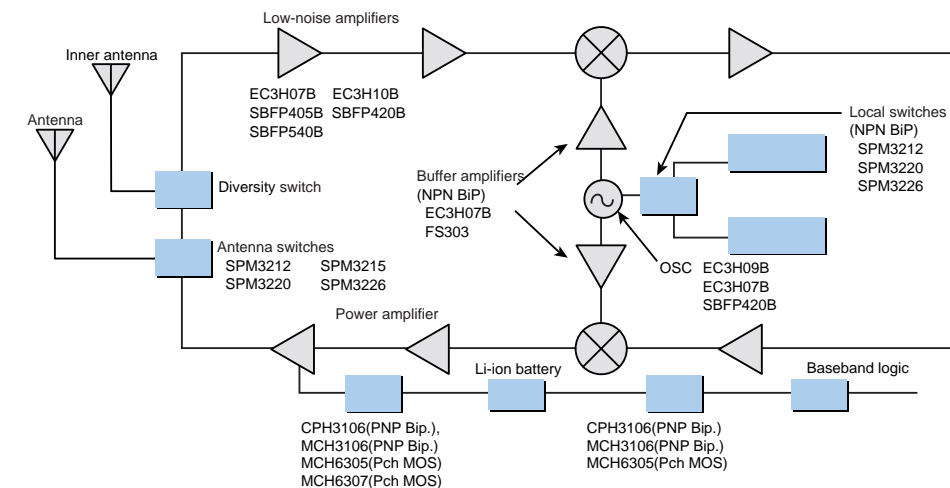 Low-noise amplifiers
Inner antenna
Antenna
EC3H07B EC3H10B
SBFP405B SBFP420B
SBFP540B
Local switches
(NPN BiP)
SPM3212
SPM3220
SPM3226
Buffer amplifiers
(NPN BiP)
EC3H07B
FS303
Diversity switch
Antenna switches
SPM3212 SPM3215
SPM3220 SPM3226
OSC EC3H09B
EC3H07B
SBFP420B
Power amplifier
Li-ion battery
Baseband logic
CPH3106(PNP Bip.),
MCH3106(PNP Bip.)
MCH6305(Pch MOS)
MCH6307(Pch MOS)
CPH3106(PNP Bip.)
MCH3106(PNP Bip.)
MCH6305(Pch MOS)